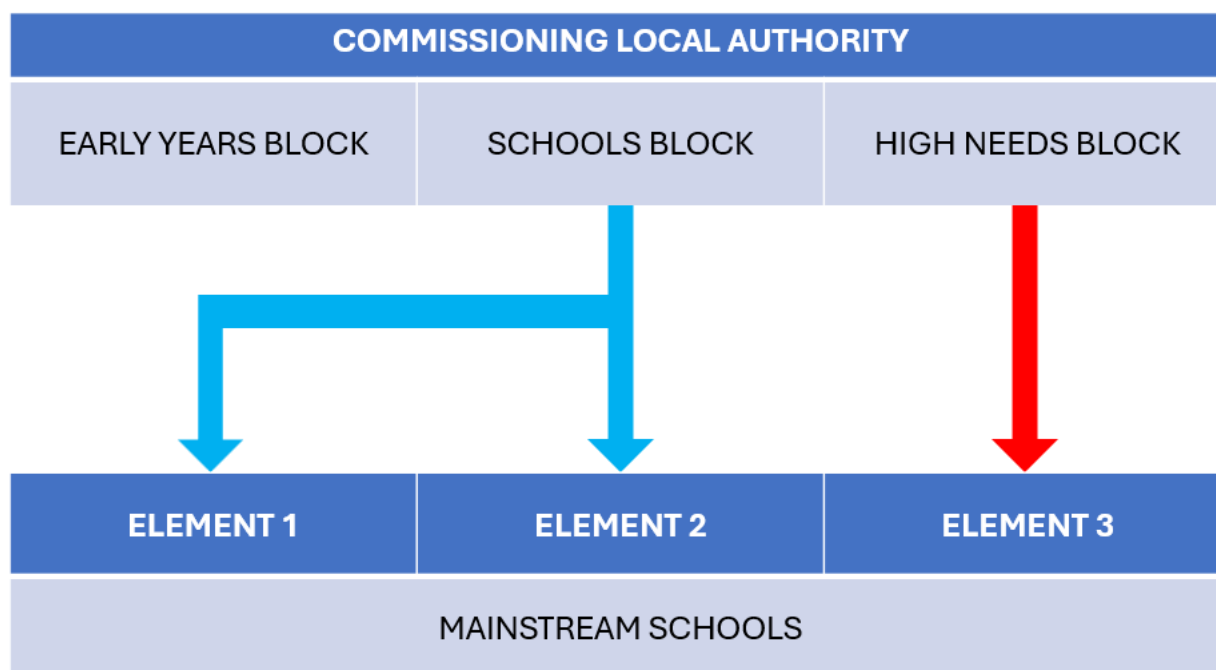 COMMISSIONING LOCAL AUTHORITY
EARLY YEARS BLOCK
SCHOOLS BLOCK
HIGH NEEDS BLOCK
ELEMENT 1
ELEMENT 2
ELEMENT 3
MAINSTREAM SCHOOLS